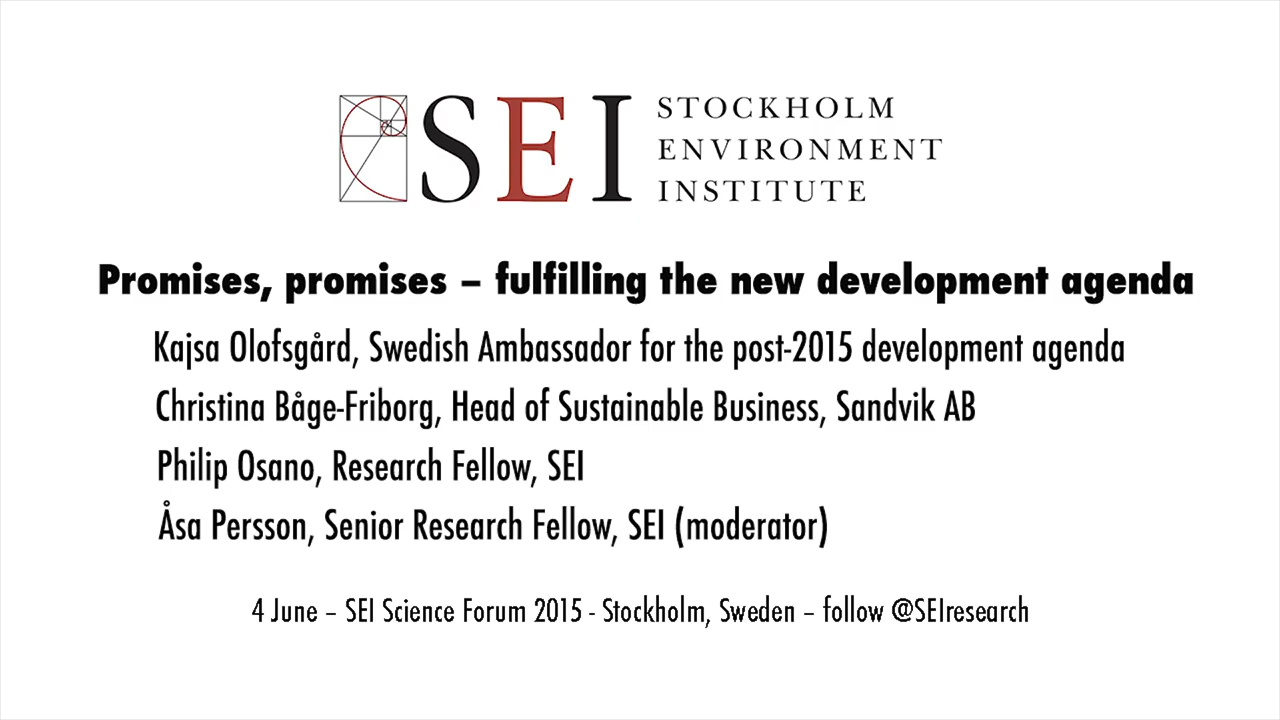 SEI STOCKHOLM
ENVIRONMENT
INSTITUTE
Promises, promises – fulfilling the new development agenda
Kajsa Olofsgård, Swedish Ambassador for the post-2015 development agenda
Christina Båge-Friborg, Head of Sustainable Business, Sandvik AB
Philip Osano, Research Fellow, SEI
Åsa Persson, Senior Research Fellow, SEI (moderator)
4 June – SEI Science Forum 2015 - Stockholm, Sweden – follow @SEIresearch